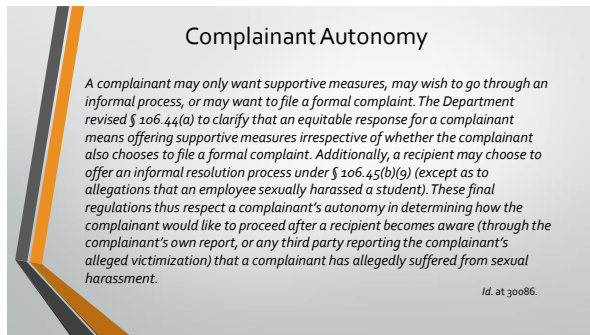 Complainant Autonomy
A complainant may only want supportive measures, may wish to go through an
informal process, or may want to file a formal complaint. The Department
revised § 106.44(a) to clarify that an equitable response for a complainant
means offering supportive measures irrespective of whether the complainant
also chooses to file a formal complaint. Additionally, a recipient may choose to
offer an informal resolution process under § 106.45(b)(9) (except as to
allegations that an employee sexually harassed a student). These final
regulations thus respect a complainant’s autonomy in determining how the
complainant would like to proceed after a recipient becomes aware (through the
complainant’s own report, or any third party reporting the complainant’s
alleged victimization) that a complainant has allegedly suffered from sexual
harassment.
Id. at 30086.